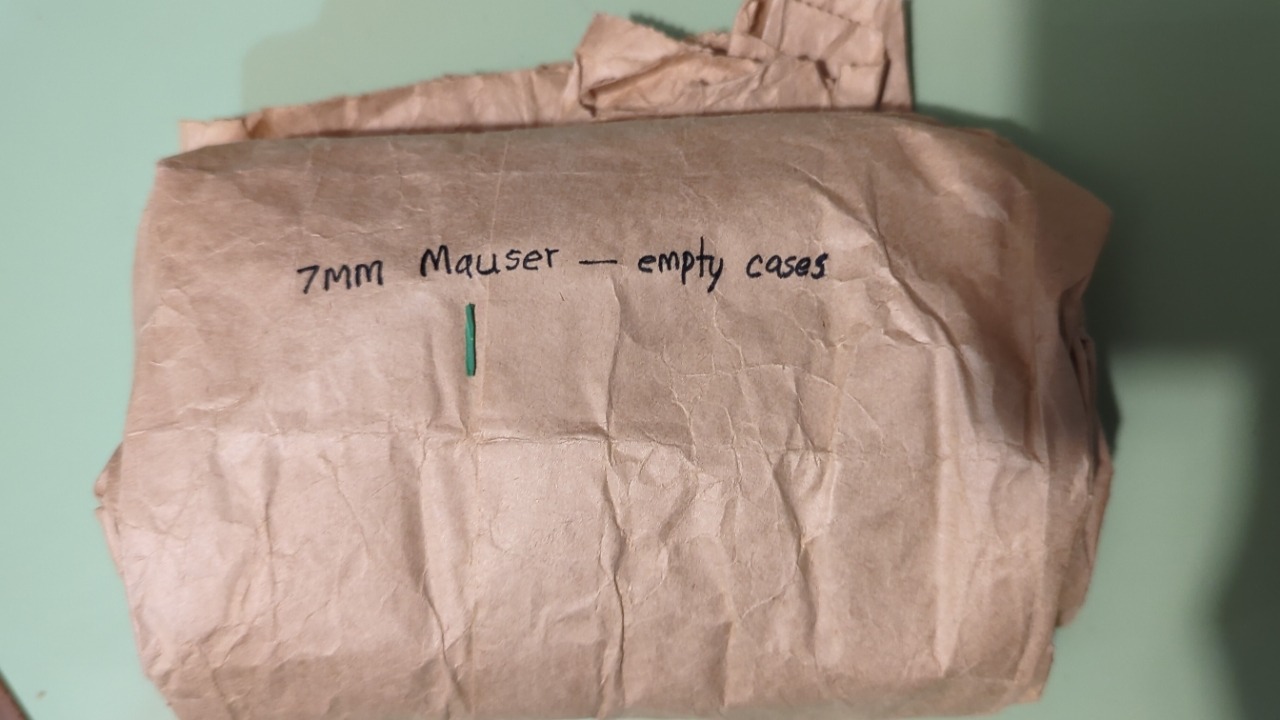 7MM Mauser — empty cases